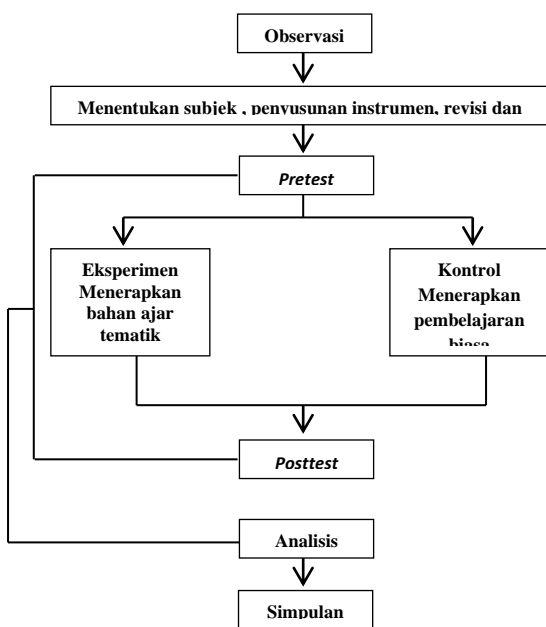 Observasi
Menentukan subjek , penyusunan instrumen, revisi dan
Pretest
Eksperimen
Menerapkan
bahan ajar
tematik
Kontrol
Menerapkan
pembelajaran
biasa
Posttest
Analisis
Simpulan